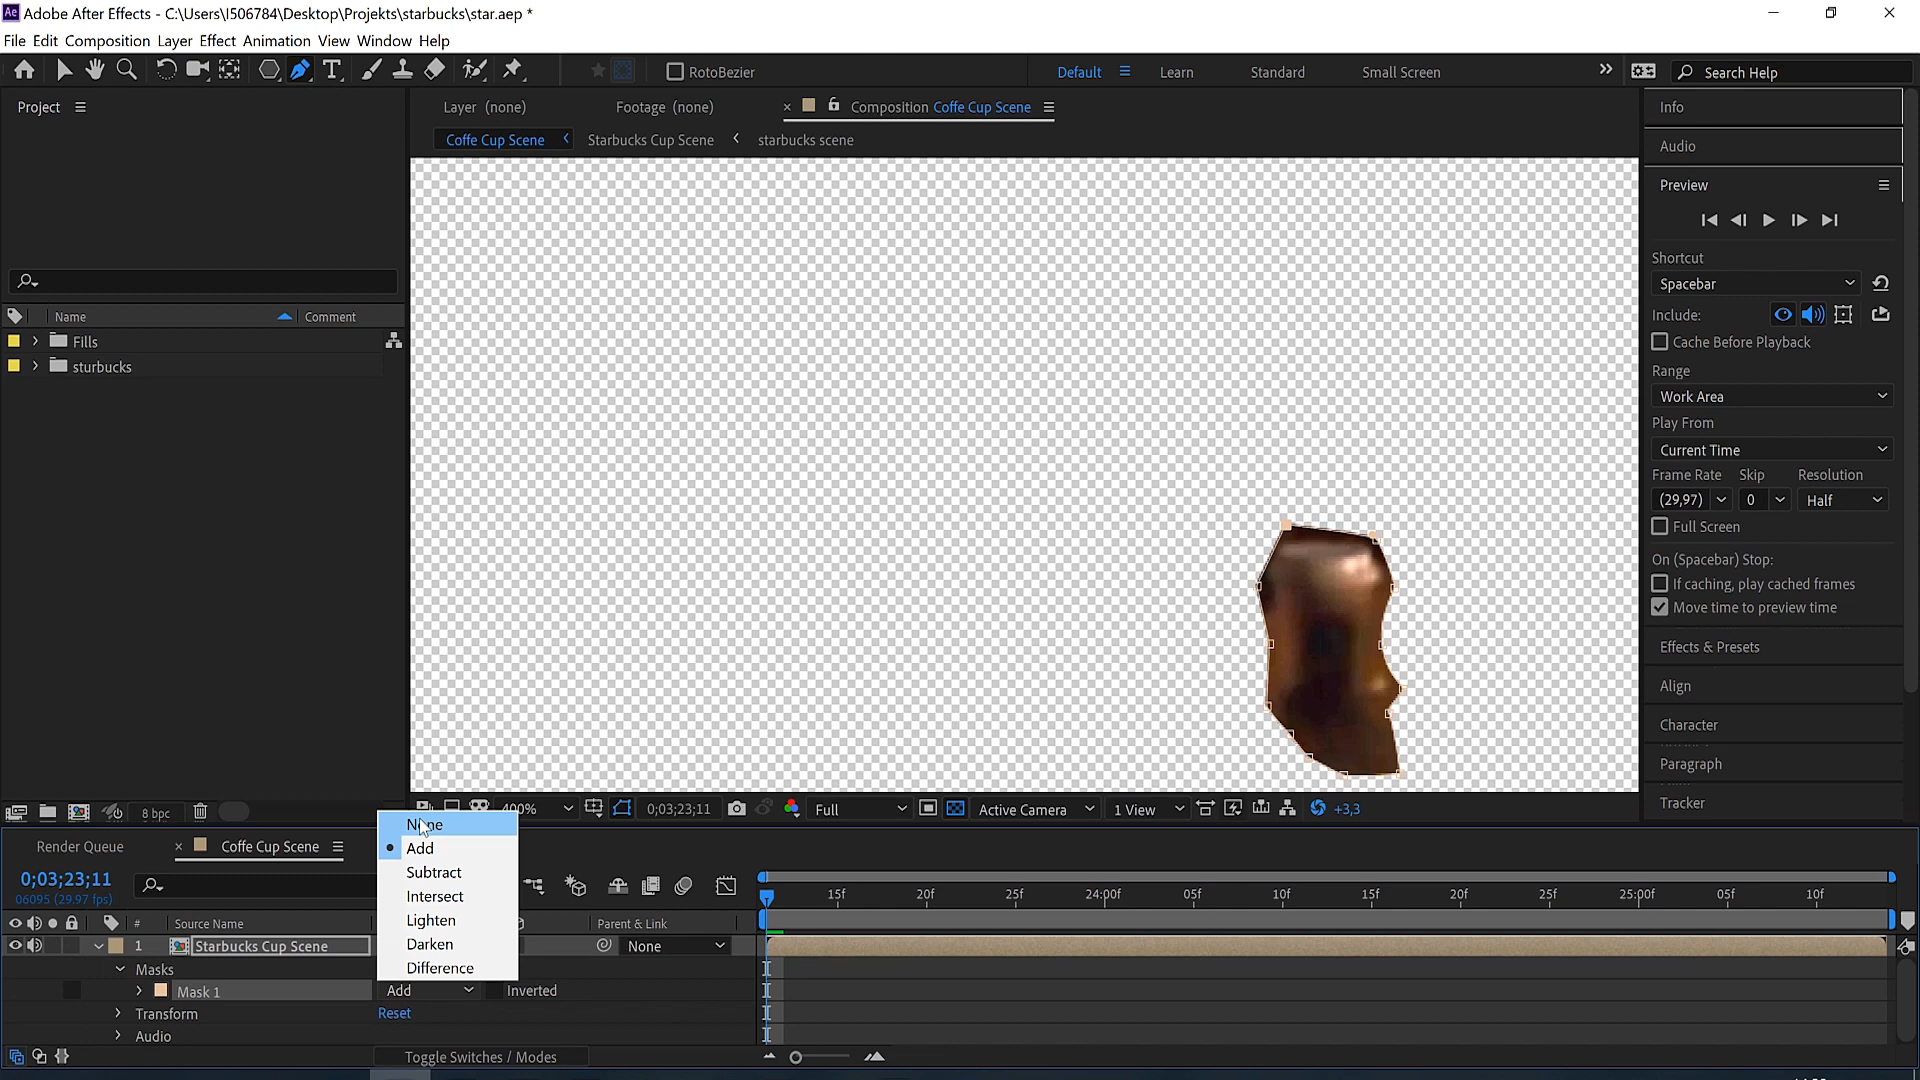 Adobe After Effects - C:\Users\I506784\Desktop\Projekts\starbucks\star.aep *
File Edit Composition Layer Effect Animation View Window Help
RotoBezier
Default
Learn
Standard
Small Screen
Search Help
Project
Layer (none)
Footage (none)
Composition Coffe Cup Scene
Coffe Cup Scene
Starbucks Cup Scene
starbucks scene
Name
Comment
Fills
sturbucks
Info
Audio
Preview
Shortcut
Spacebar
Include:
Cache Before Playback
Range
Work Area
Play From
Current Time
Frame Rate Skip Resolution
(29,97) 0 Half
Full Screen
On (Spacebar) Stop:
If caching, play cached frames
Move time to preview time
Effects & Presets
Align
Character
Paragraph
Tracker
8 bpc
400%
0;03;23;11
Full
Active Camera
1 View
+3,3
None
Add
Subtract
Intersect
Lighten
Darken
Difference
Render Queue
Coffe Cup Scene
0;03;23;11
06095 (29.97 fps)
15f 20f 25f 24:00f 05f 10f 15f 20f 25f 25:00f 05f 10f
# Source Name
Parent & Link
1 Starbucks Cup Scene
None
Masks
Mask 1
Add
Inverted
Transform
Reset
Audio
Toggle Switches / Modes